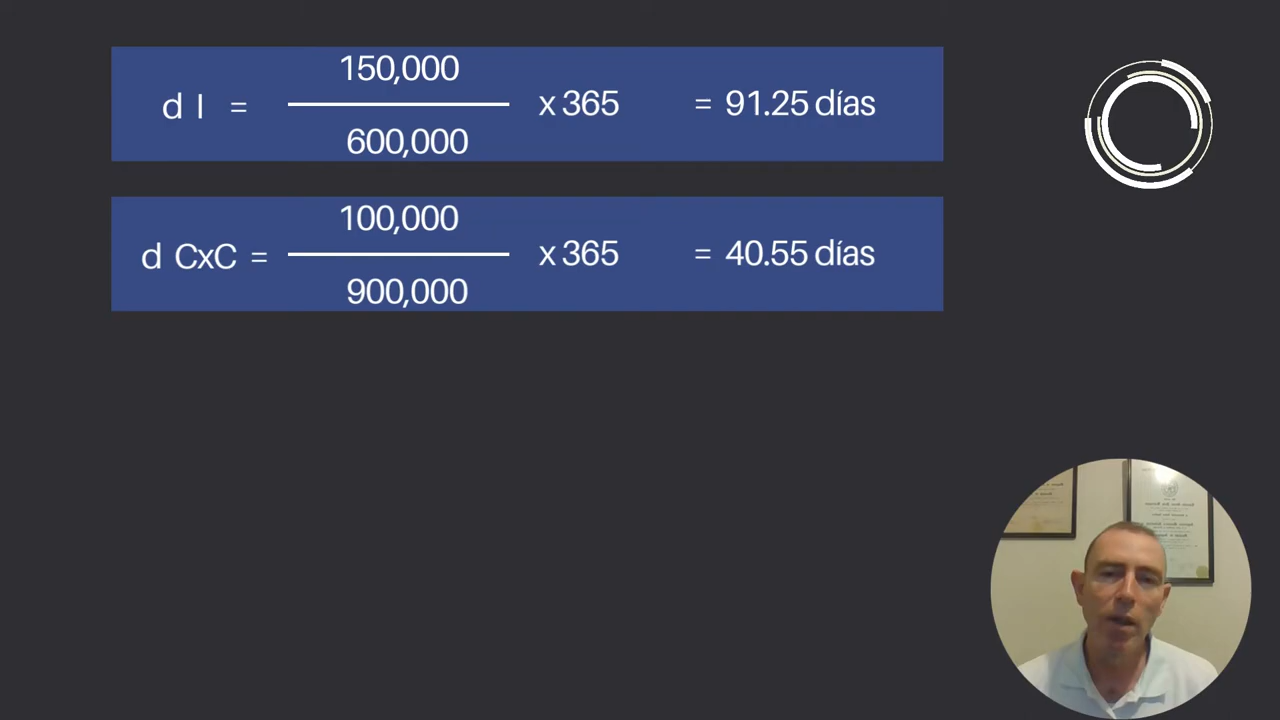 150,000
d I = x 365 = 91.25 días
600,000
100,000
d CxC = x 365 = 40.55 días
900,000